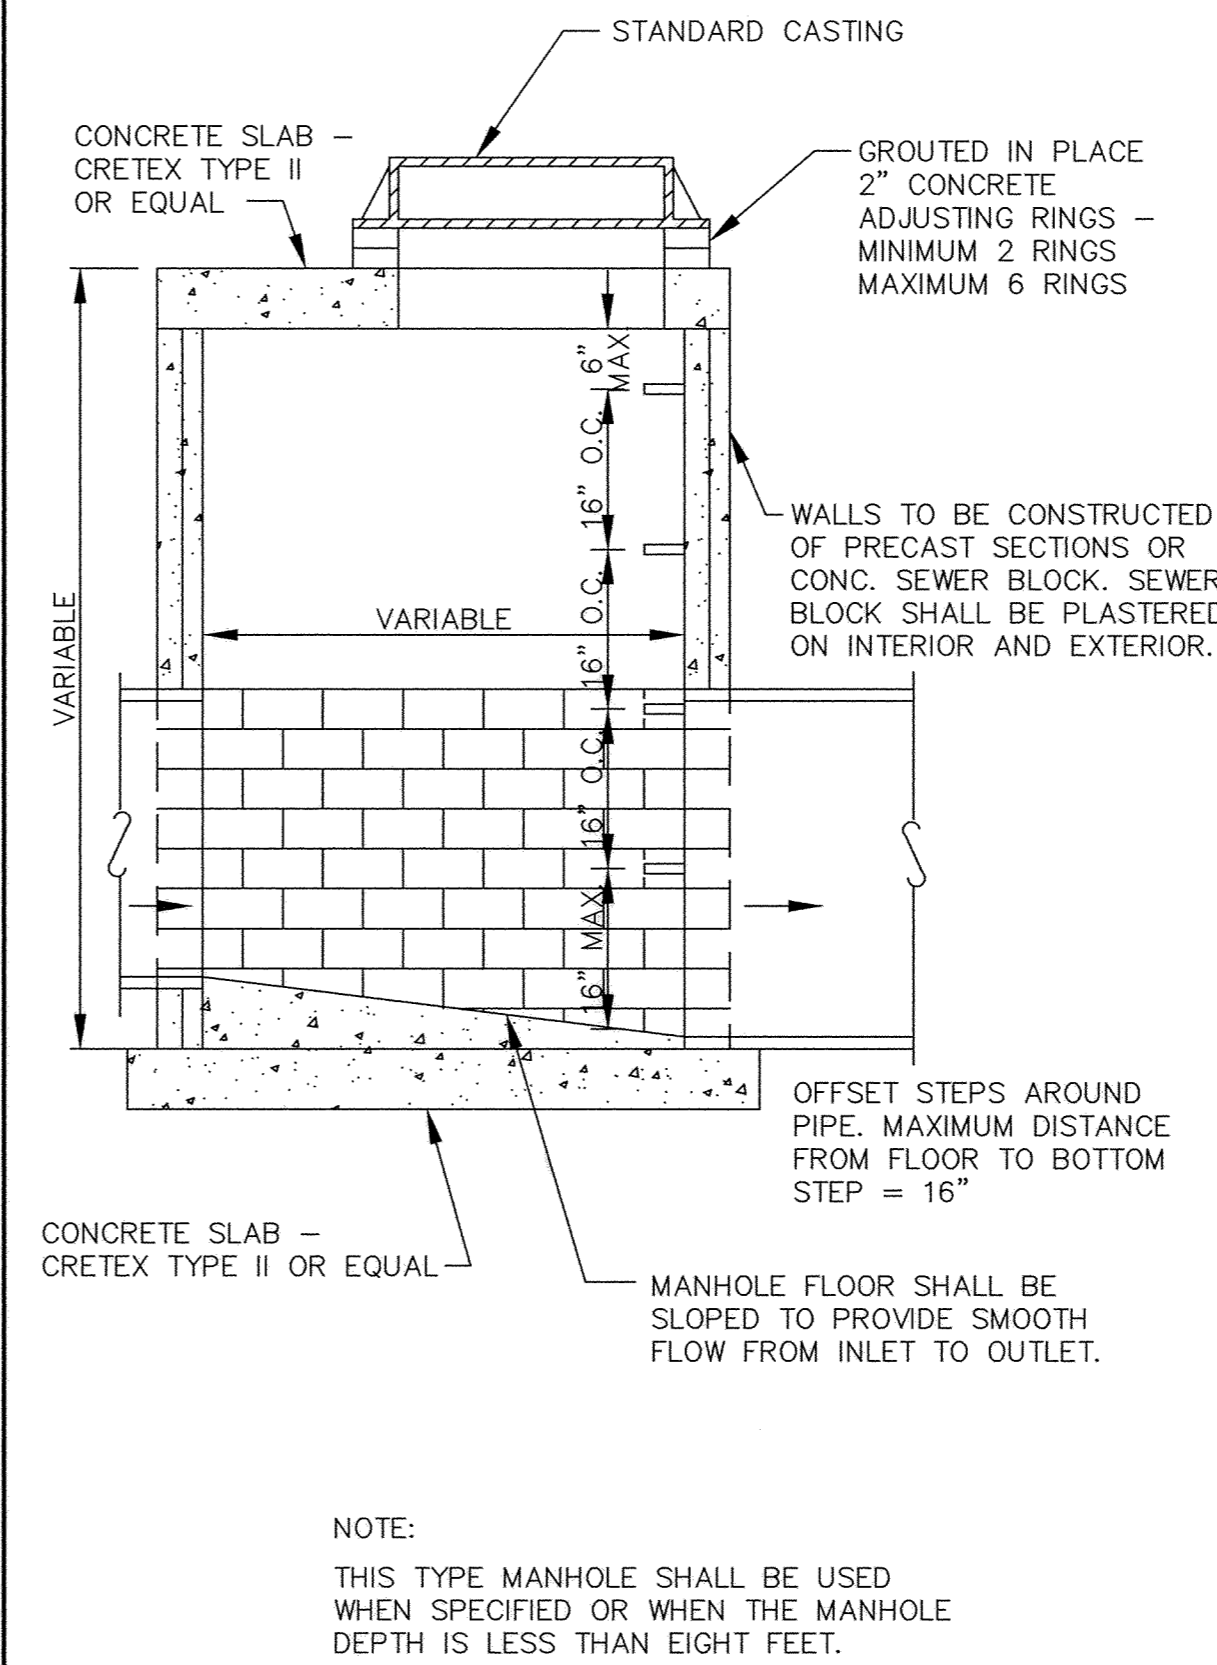 STANDARD CASTING
CONCRETE SLAB –
CRETEX TYPE II
OR EQUAL
GROUTED IN PLACE
2" CONCRETE
ADJUSTING RINGS –
MINIMUM 2 RINGS
MAXIMUM 6 RINGS
6"
MAX
16" O.C.
16" O.C.
16" O.C.
16" MAX.
VARIABLE
VARIABLE
WALLS TO BE CONSTRUCTED
OF PRECAST SECTIONS OR
CONC. SEWER BLOCK. SEWER
BLOCK SHALL BE PLASTERED
ON INTERIOR AND EXTERIOR.
OFFSET STEPS AROUND
PIPE. MAXIMUM DISTANCE
FROM FLOOR TO BOTTOM
STEP = 16"
CONCRETE SLAB –
CRETEX TYPE II OR EQUAL
MANHOLE FLOOR SHALL BE
SLOPED TO PROVIDE SMOOTH
FLOW FROM INLET TO OUTLET.
NOTE:
THIS TYPE MANHOLE SHALL BE USED
WHEN SPECIFIED OR WHEN THE MANHOLE
DEPTH IS LESS THAN EIGHT FEET.